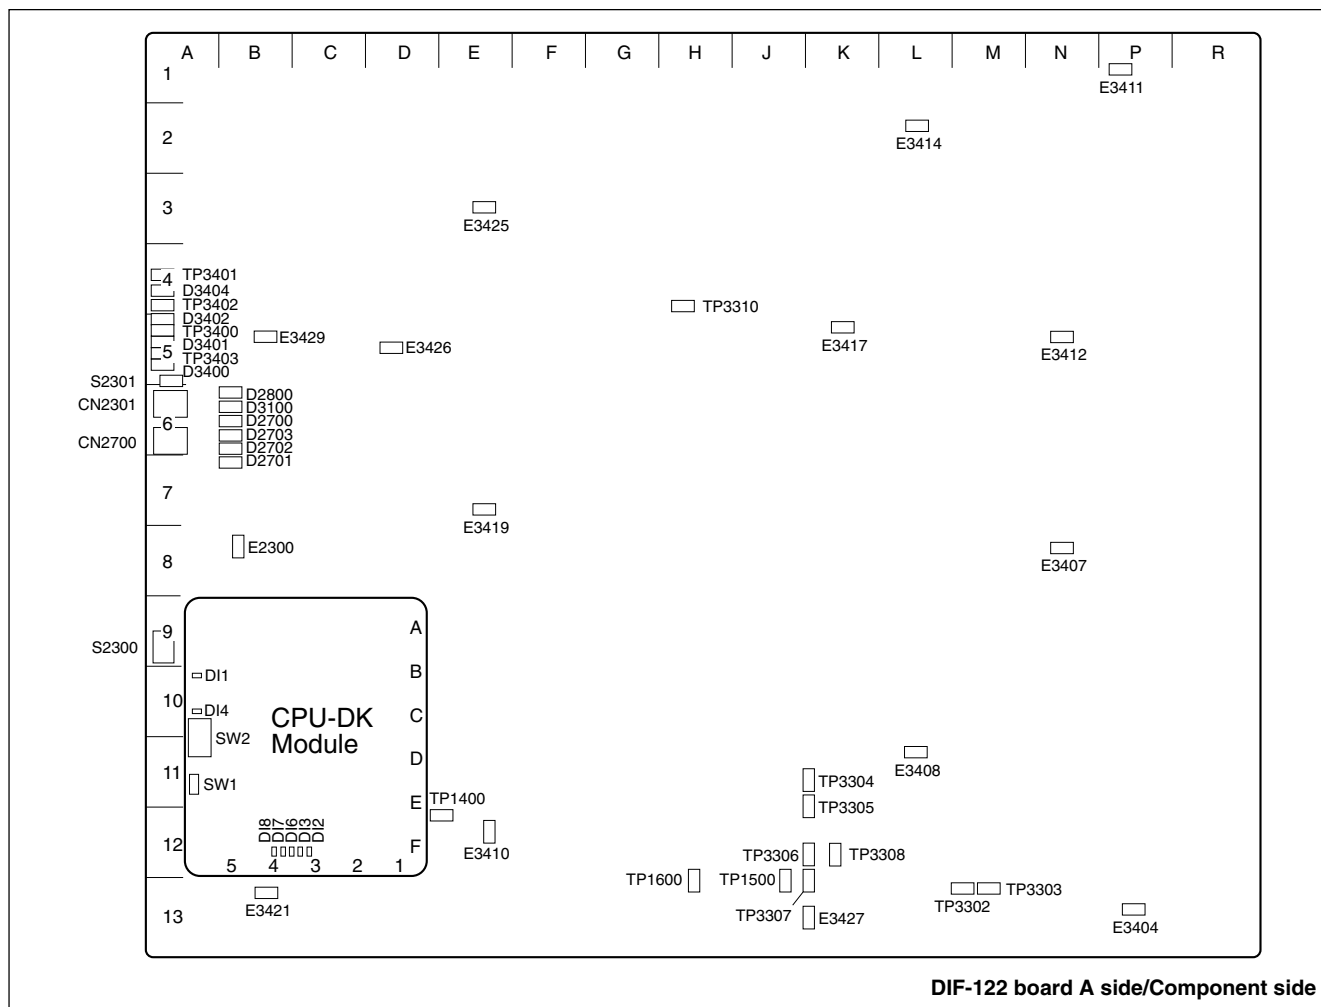 A B C D E F G H J K L M N P R
1
E3411
2
E3414
3
E3425
4
TP3401
D3404
TP3402
TP3310
D3402
TP3400
E3429
E3426
E3417
E3412
5
D3401
TP3403
D3400
S2301
CN2301
6
D2800
D3100
D2700
D2703
CN2700
D2702
D2701
7
E3419
8
E2300
E3407
9
S2300
A
B
DI1
10
C
DI4
CPU-DK
Module
SW2
D
11
SW1
E3408
TP3304
E
TP1400
TP3305
12
DI8
DI7
DI6
DI3
DI2
F
5 4 3 2 1
E3410
TP3306
TP3308
TP1600
TP1500
13
E3421
TP3307
E3427
TP3302
TP3303
E3404
DIF-122 board A side/Component side